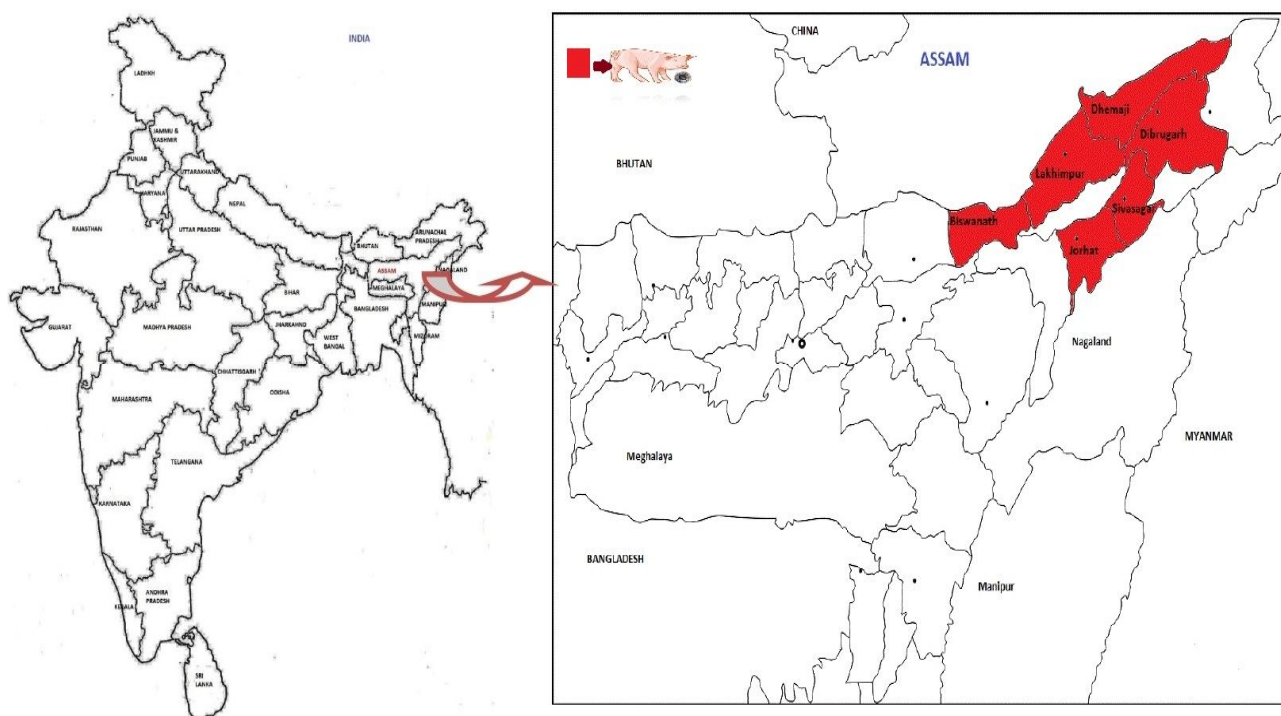 INDIA
LADHKH
JAMMU &
KASHMIR
PUNJAB
UTTARAKHAND
HARYANA
NEPAL
RAJASTHAN
UTTAR PRADESH
BHUTAN
ARUNACHAL
PRADESH
ASSAM
NAGALAND
MEGHALAYA
BIHAR
MANIPUR
BANGLADESH
GUJARAT
MADHYA PRADESH
JHARKAHND
WEST
BANGAL
MIZORAM
CHHATTISGARH
ODISHA
MAHARASHTRA
TELANGANA
KARNATAKA
ANDHRA
PRADESH
KERALA
SRI
LANKA
CHINA
ASSAM
Dhemaji
Dibrugarh
BHUTAN
Lakhimpur
Biswanath
Sivasagar
Jorhat
Nagaland
MYANMAR
Meghalaya
BANGLADESH
Manipur